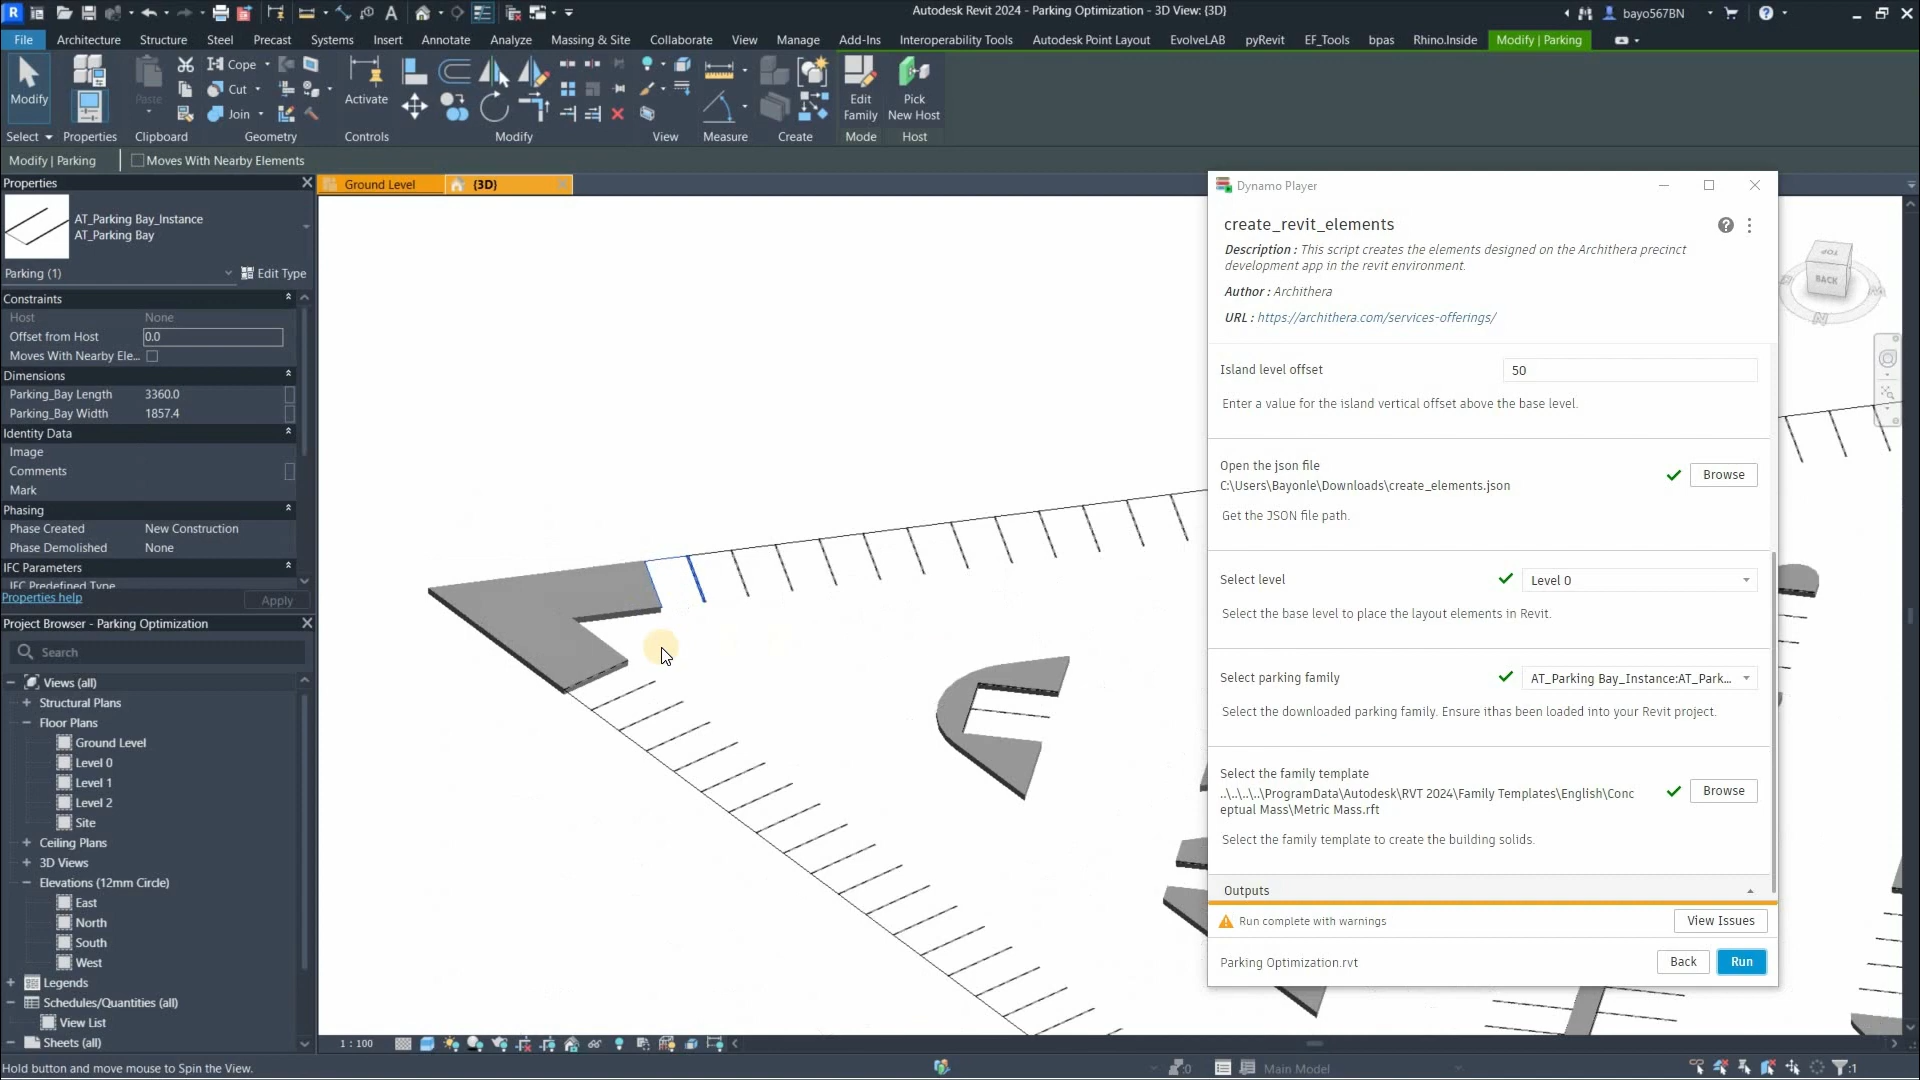 Autodesk Revit 2024 - Parking Optimization - 3D View: {3D}
bayo567BN
File Architecture Structure Steel Precast Systems Insert Annotate Analyze Massing & Site Collaborate View Manage Add-Ins Interoperability Tools Autodesk Point Layout EvolveLAB pyRevit EF_Tools bpas Rhino.Inside Modify | Parking
Modify
Paste
Cope
Cut
Join
Activate
Edit Family
Pick New Host
Select Properties Clipboard Geometry Controls Modify View Measure Create Mode Host
Modify | Parking Moves With Nearby Elements
Properties
AT_Parking Bay_Instance
AT_Parking Bay
Parking (1) Edit Type
Constraints
Host None
Offset from Host 0.0
Moves With Nearby Ele...
Dimensions
Parking_Bay Length 3360.0
Parking_Bay Width 1857.4
Identity Data
Image
Comments
Mark
Phasing
Phase Created New Construction
Phase Demolished None
IFC Parameters
IFC Predefined Type
Properties help Apply
Project Browser - Parking Optimization
Search
Views (all)
Structural Plans
Floor Plans
Ground Level
Level 0
Level 1
Level 2
Site
Ceiling Plans
3D Views
Elevations (12mm Circle)
East
North
South
West
Legends
Schedules/Quantities (all)
View List
Sheets (all)
Ground Level {3D}
TOP
BACK
N
Dynamo Player
create_revit_elements
Description : This script creates the elements designed on the Archithera precinct
development app in the revit environment.
Author : Archithera
URL : https://archithera.com/services-offerings/
Island level offset 50
Enter a value for the island vertical offset above the base level.
Open the json file
C:\Users\Bayonle\Downloads\create_elements.json
Browse
Get the JSON file path.
Select level Level 0
Select the base level to place the layout elements in Revit.
Select parking family AT_Parking Bay_Instance:AT_Park...
Select the downloaded parking family. Ensure ithas been loaded into your Revit project.
Select the family template
..\..\..\..\ProgramData\Autodesk\RVT 2024\Family Templates\English\Conc
eptual Mass\Metric Mass.rft
Browse
Select the family template to create the building solids.
Outputs
Run complete with warnings View Issues
Parking Optimization.rvt Back Run
1 : 100
Hold button and move mouse to Spin the View.
:0
Main Model
:1